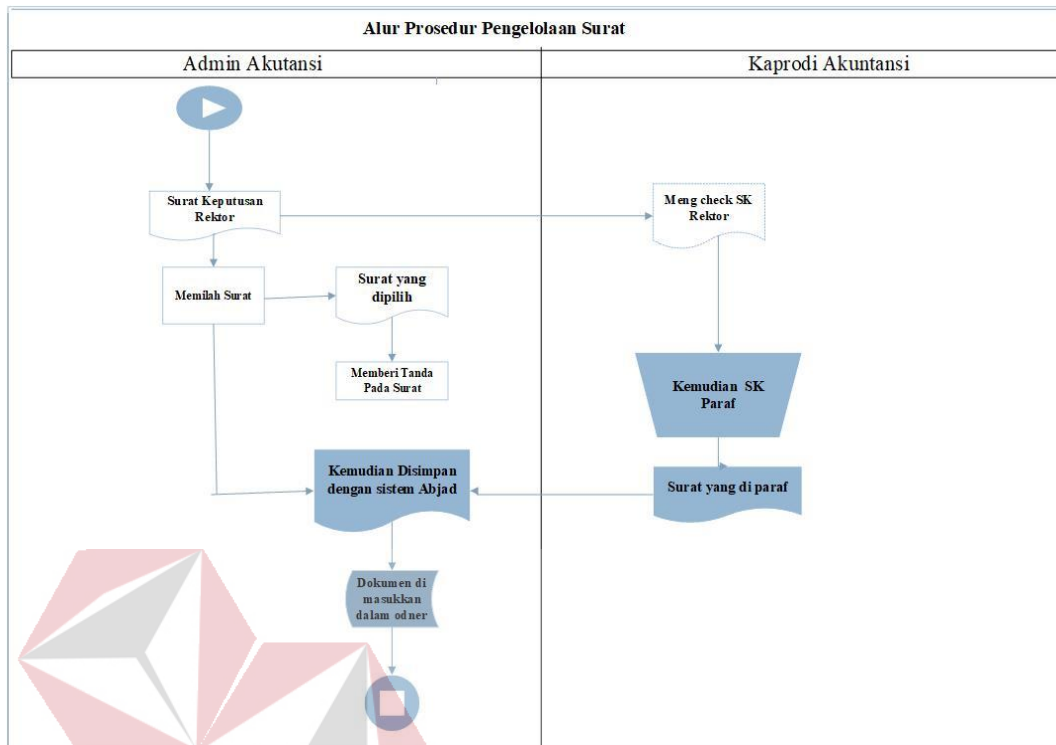 Alur Prosedur Pengelolaan Surat
Admin Akutansi
Kaprodi Akuntansi
Surat Keputusan
Rektor
Meng check SK
Rektor
Memilah Surat
Surat yang
dipilih
Memberi Tanda
Pada Surat
Kemudian SK
Paraf
Kemudian Disimpan
dengan sistem Abjad
Surat yang di paraf
Dokumen di
masukkan
dalam odner